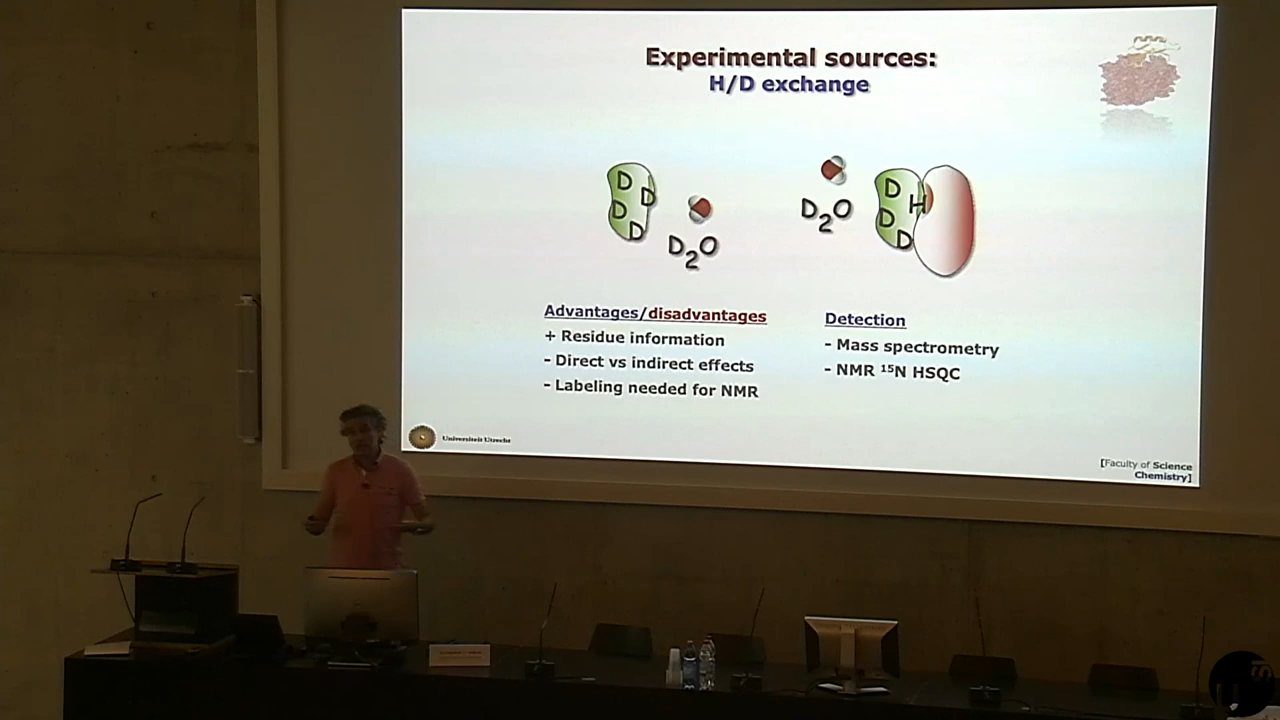 Experimental sources:
H/D exchange
D
D
D
D
D₂O
D₂O
D
H
D
D
Advantages/disadvantages
+ Residue information
- Direct vs indirect effects
- Labeling needed for NMR
Detection
- Mass spectrometry
- NMR ¹⁵N HSQC
Universiteit Utrecht
[Faculty of Science
Chemistry]